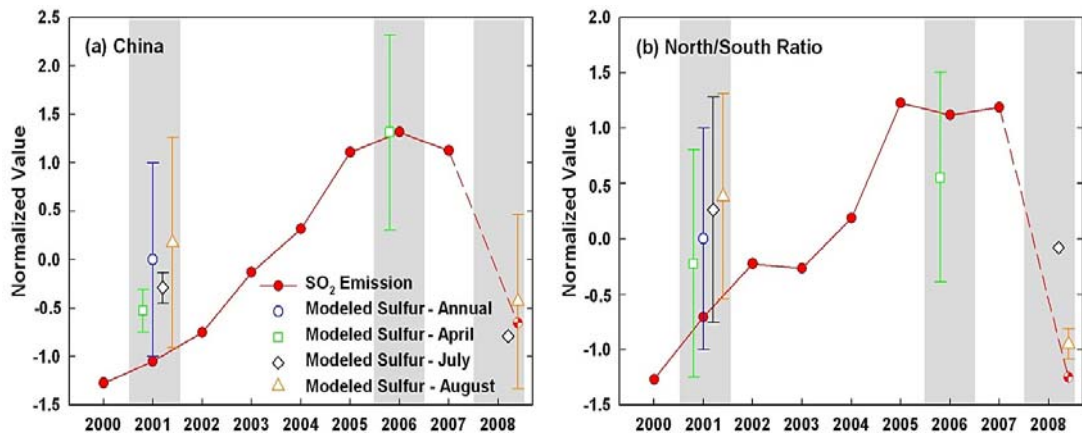 (a) China
Normalized Value
2.5
2.0
1.5
1.0
0.5
0.0
-0.5
-1.0
-1.5
SO2 Emission
Modeled Sulfur - Annual
Modeled Sulfur - April
Modeled Sulfur - July
Modeled Sulfur - August
2000 2001 2002 2003 2004 2005 2006 2007 2008
(b) North/South Ratio
Normalized Value
2.0
1.5
1.0
0.5
0.0
-0.5
-1.0
-1.5
2000 2001 2002 2003 2004 2005 2006 2007 2008